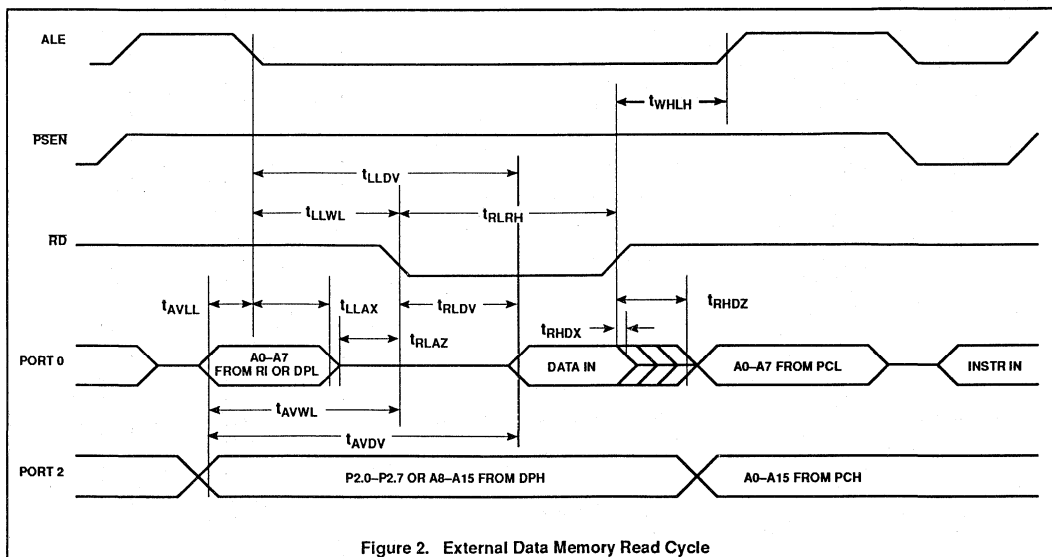 ALE
tWHLH
PSEN
tLLDV
tLLWL
tRLRH
RD
tAVLL
tLLAX
tRLDV
tRHDZ
tRLAZ
tRHDX
PORT 0
A0–A7
FROM RI OR DPL
DATA IN
A0–A7 FROM PCL
INSTR IN
tAVWL
tAVDV
PORT 2
P2.0–P2.7 OR A8–A15 FROM DPH
A0–A15 FROM PCH
Figure 2. External Data Memory Read Cycle